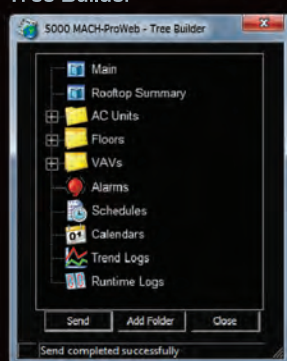 Tree Builder
5000 MACH-ProWeb - Tree Builder
Main
Rooftop Summary
AC Units
Floors
VAVs
Alarms
Schedules
01
Calendars
Trend Logs
Runtime Logs
Send
Add Folder
Close
Send completed successfully